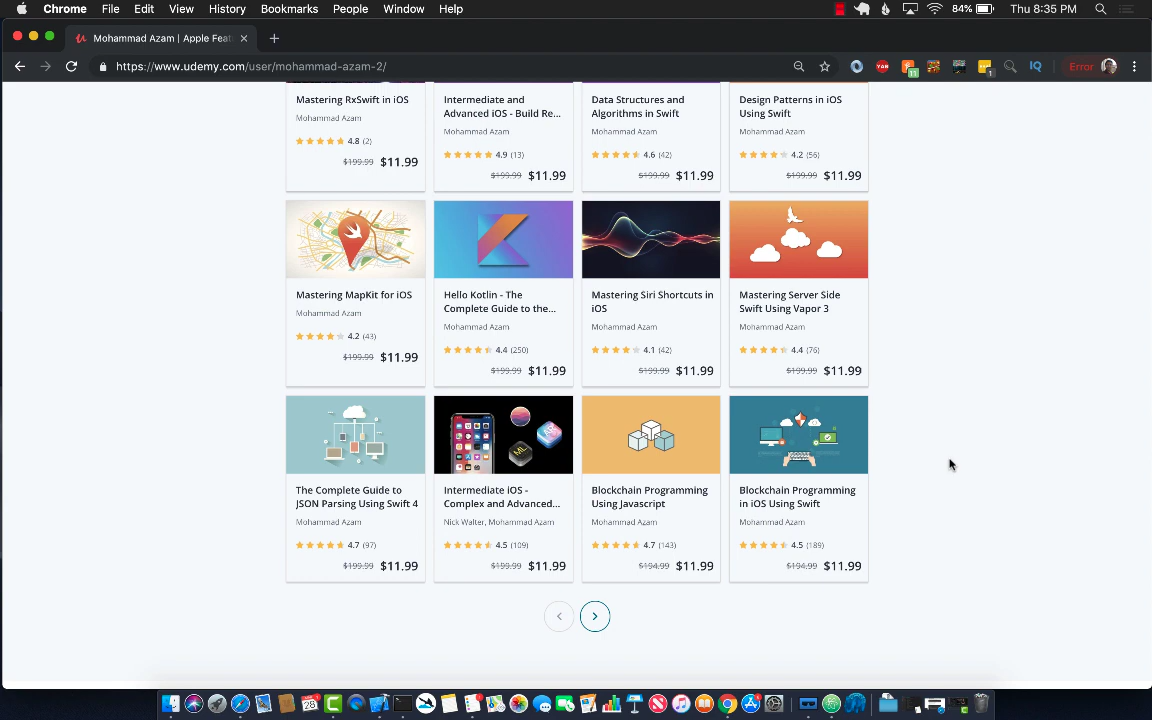 Chrome File Edit View History Bookmarks People Window Help 84% Thu 8:35 PM
Mohammad Azam | Apple Feat
https://www.udemy.com/user/mohammad-azam-2/ 11 1 IQ Error
Mastering RxSwift in iOS
Mohammad Azam
4.8 (2)
$199.99 $11.99
Intermediate and
Advanced iOS - Build Re...
Mohammad Azam
4.9 (13)
$199.99 $11.99
Data Structures and
Algorithms in Swift
Mohammad Azam
4.6 (42)
$199.99 $11.99
Design Patterns in iOS
Using Swift
Mohammad Azam
4.2 (56)
$199.99 $11.99
Mastering MapKit for iOS
Mohammad Azam
4.2 (43)
$199.99 $11.99
Hello Kotlin - The
Complete Guide to the...
Mohammad Azam
4.4 (250)
$199.99 $11.99
Mastering Siri Shortcuts in
iOS
Mohammad Azam
4.1 (42)
$199.99 $11.99
Mastering Server Side
Swift Using Vapor 3
Mohammad Azam
4.4 (76)
$199.99 $11.99
The Complete Guide to
JSON Parsing Using Swift 4
Mohammad Azam
4.7 (97)
$199.99 $11.99
ML
Intermediate iOS -
Complex and Advanced...
Nick Walter, Mohammad Azam
4.5 (109)
$199.99 $11.99
Blockchain Programming
Using Javascript
Mohammad Azam
4.7 (143)
$194.99 $11.99
Blockchain Programming
in iOS Using Swift
Mohammad Azam
4.5 (189)
$194.99 $11.99
28